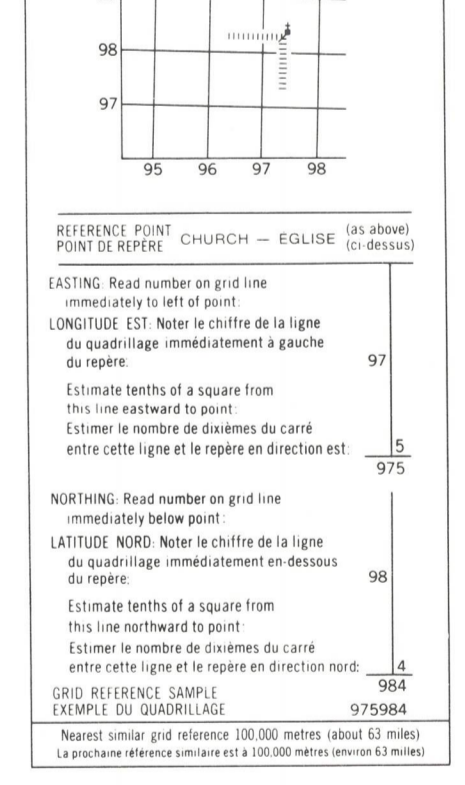 98
97
95 96 97 98
REFERENCE POINT CHURCH — EGLISE (as above)
POINT DE REPÈRE (ci-dessus)
EASTING: Read number on grid line
immediately to left of point:
LONGITUDE EST: Noter le chiffre de la ligne
du quadrillage immédiatement à gauche
du repère: 97
Estimate tenths of a square from
this line eastward to point:
Estimer le nombre de dixièmes du carré
entre cette ligne et le repère en direction est: 5
975
NORTHING: Read number on grid line
immediately below point:
LATITUDE NORD: Noter le chiffre de la ligne
du quadrillage immédiatement en-dessous
du repère: 98
Estimate tenths of a square from
this line northward to point:
Estimer le nombre de dixièmes du carré
entre cette ligne et le repère en direction nord: 4
GRID REFERENCE SAMPLE 984
EXEMPLE DU QUADRILLAGE 975984
Nearest similar grid reference 100,000 metres (about 63 miles)
La prochaine référence similaire est à 100,000 mètres (environ 63 milles)